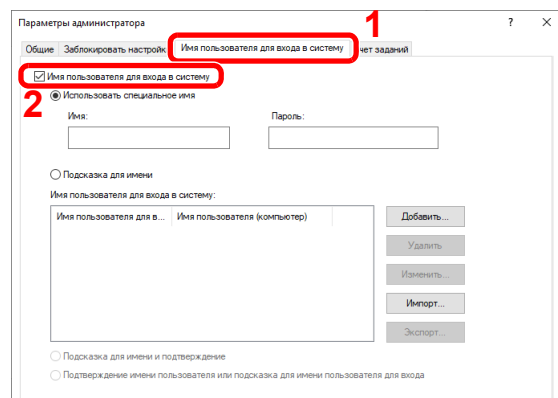 Параметры администратора ? ×
1
Общие Заблокировать настройк Имя пользователя для входа в систему чет заданий
Имя пользователя для входа в систему
2
Использовать специальное имя
Имя: Пароль:
Подсказка для имени
Имя пользователя для входа в систему:
Имя пользователя для в... Имя пользователя (компьютер) Добавить...
Удалить
Изменить...
Импорт...
Экспорт...
Подсказка для имени и подтверждение
Подтверждение имени пользователя или подсказка для имени пользователя для входа